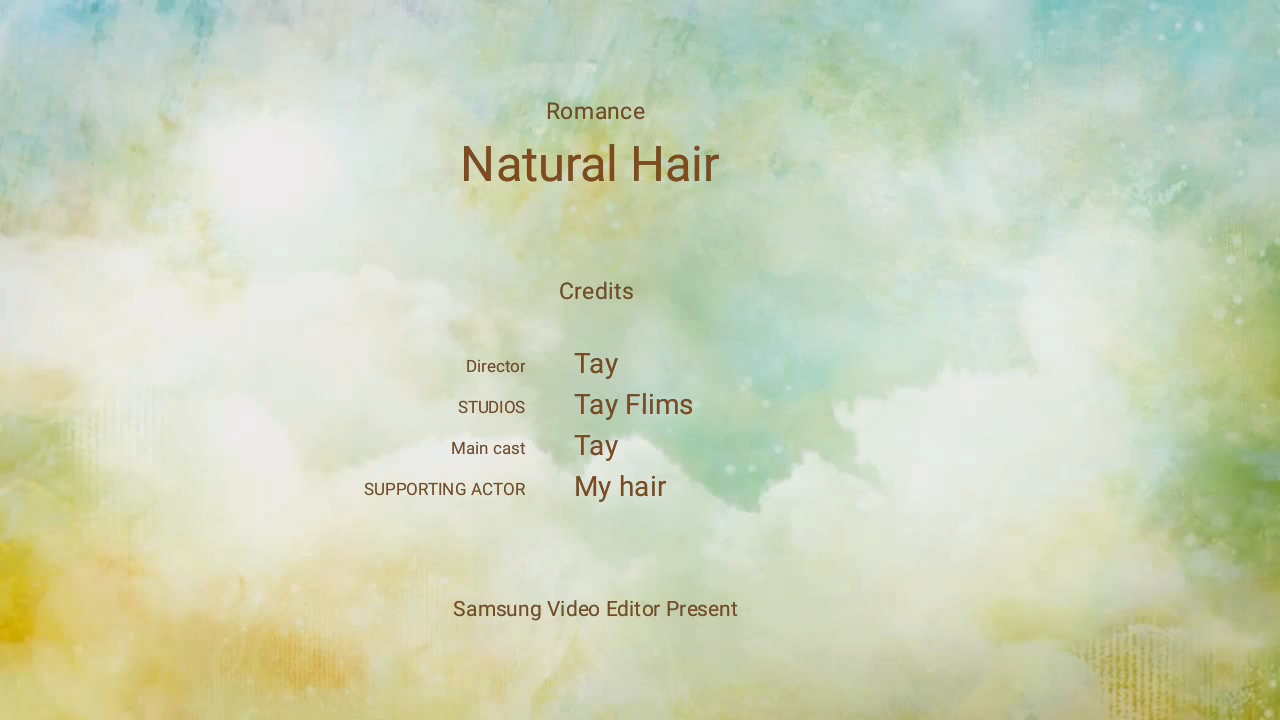 Romance
Natural Hair
Credits
Director Tay
STUDIOS Tay Flims
Main cast Tay
SUPPORTING ACTOR My hair
Samsung Video Editor Present